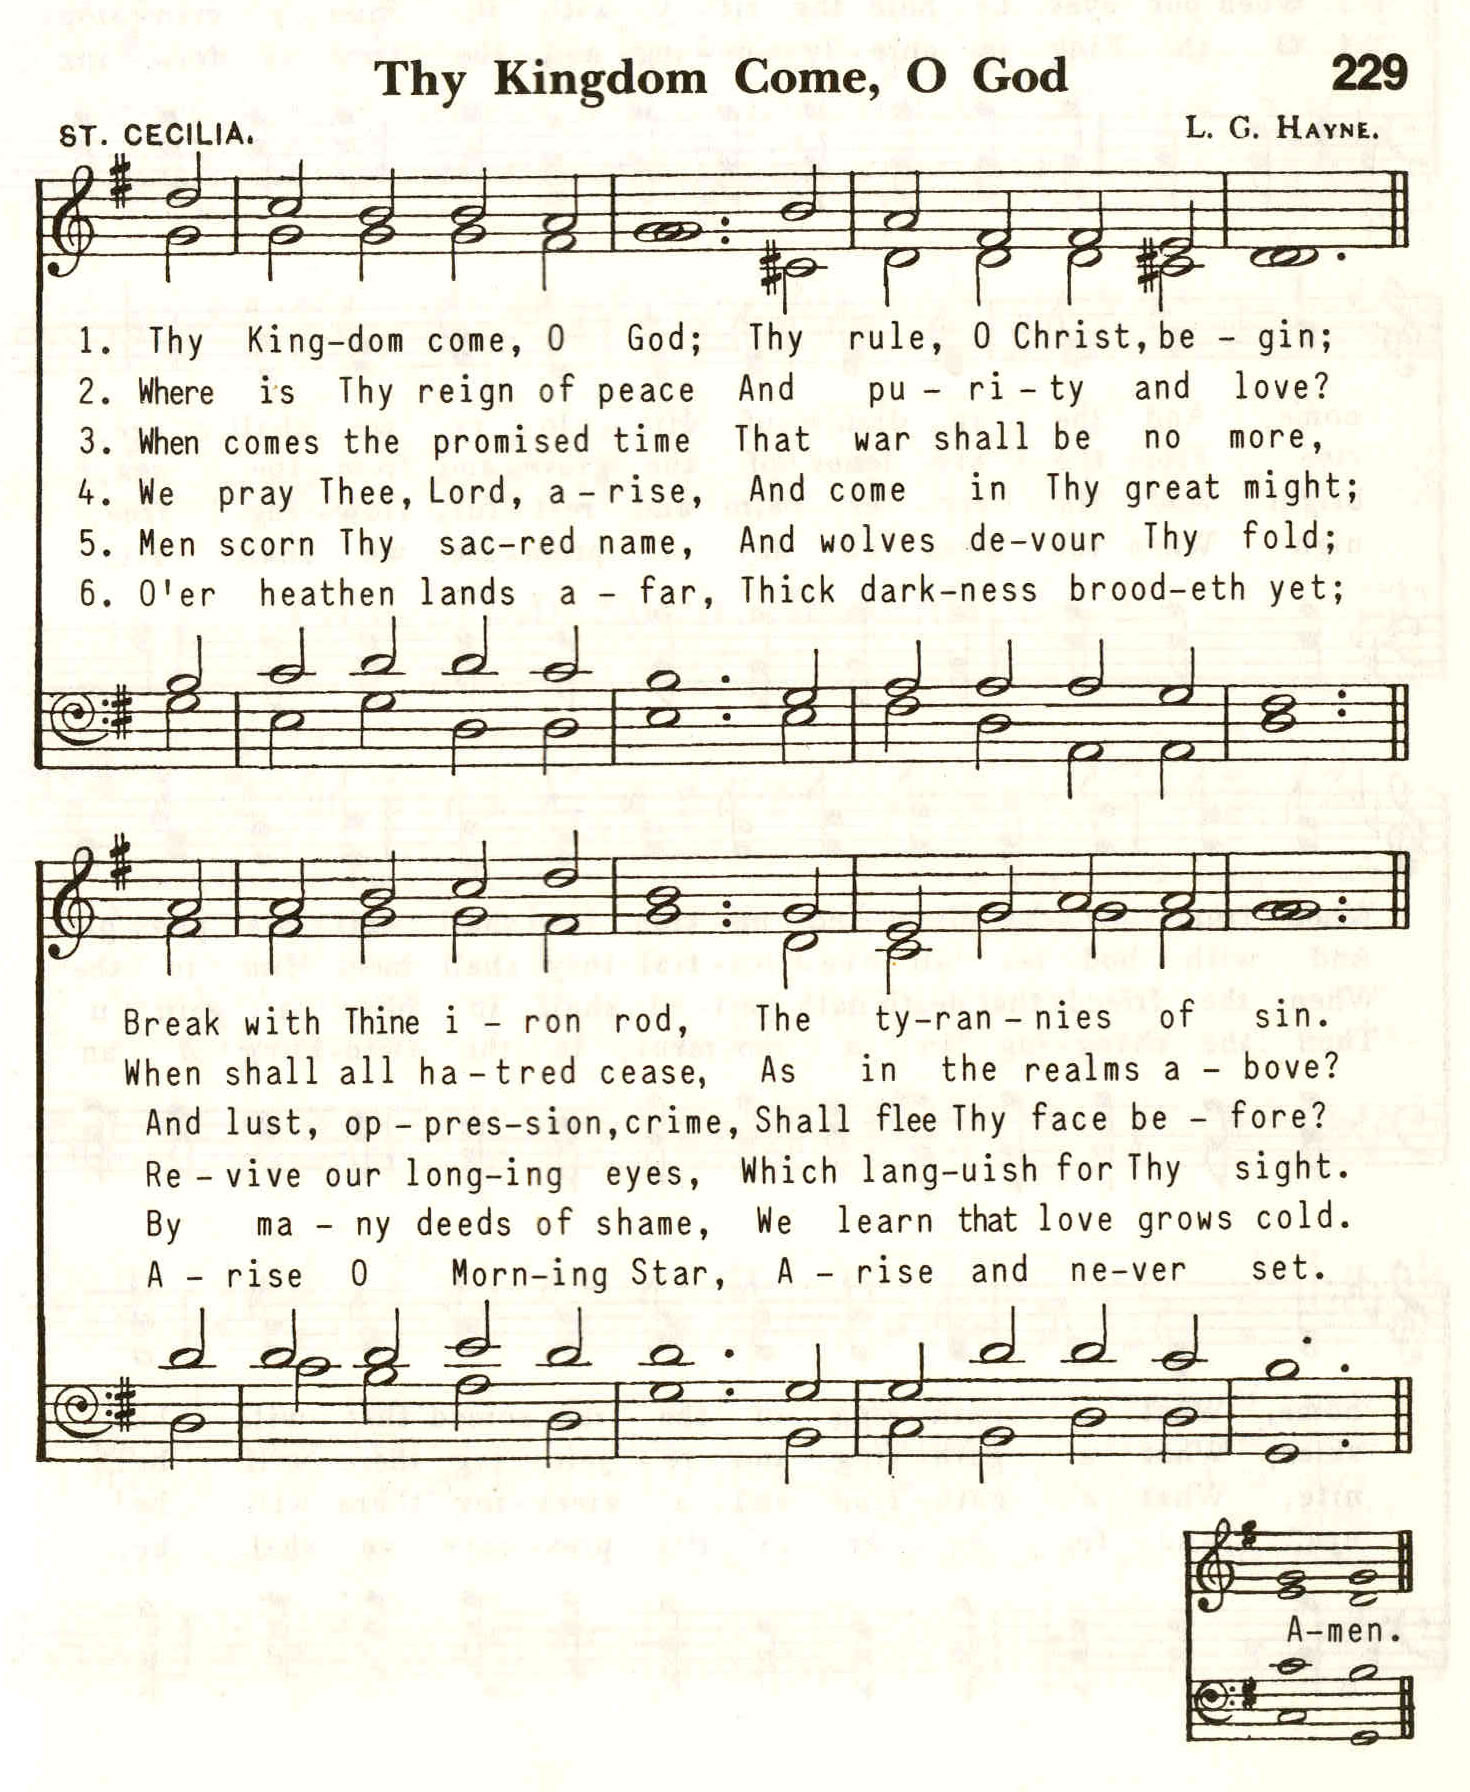 Thy Kingdom Come, O God 229
ST. CECILIA. L. G. HAYNE.
1. Thy King-dom come, O God; Thy rule, O Christ, be - gin;
2. Where is Thy reign of peace And pu - ri - ty and love?
3. When comes the promised time That war shall be no more,
4. We pray Thee, Lord, a - rise, And come in Thy great might;
5. Men scorn Thy sac-red name, And wolves de-vour Thy fold;
6. O'er heathen lands a - far, Thick dark-ness brood-eth yet;
Break with Thine i - ron rod, The ty-ran - nies of sin.
When shall all ha - tred cease, As in the realms a - bove?
And lust, op - pres-sion, crime, Shall flee Thy face be - fore?
Re - vive our long-ing eyes, Which lang-uish for Thy sight.
By ma - ny deeds of shame, We learn that love grows cold.
A - rise O Morn-ing Star, A - rise and ne-ver set.
A-men.